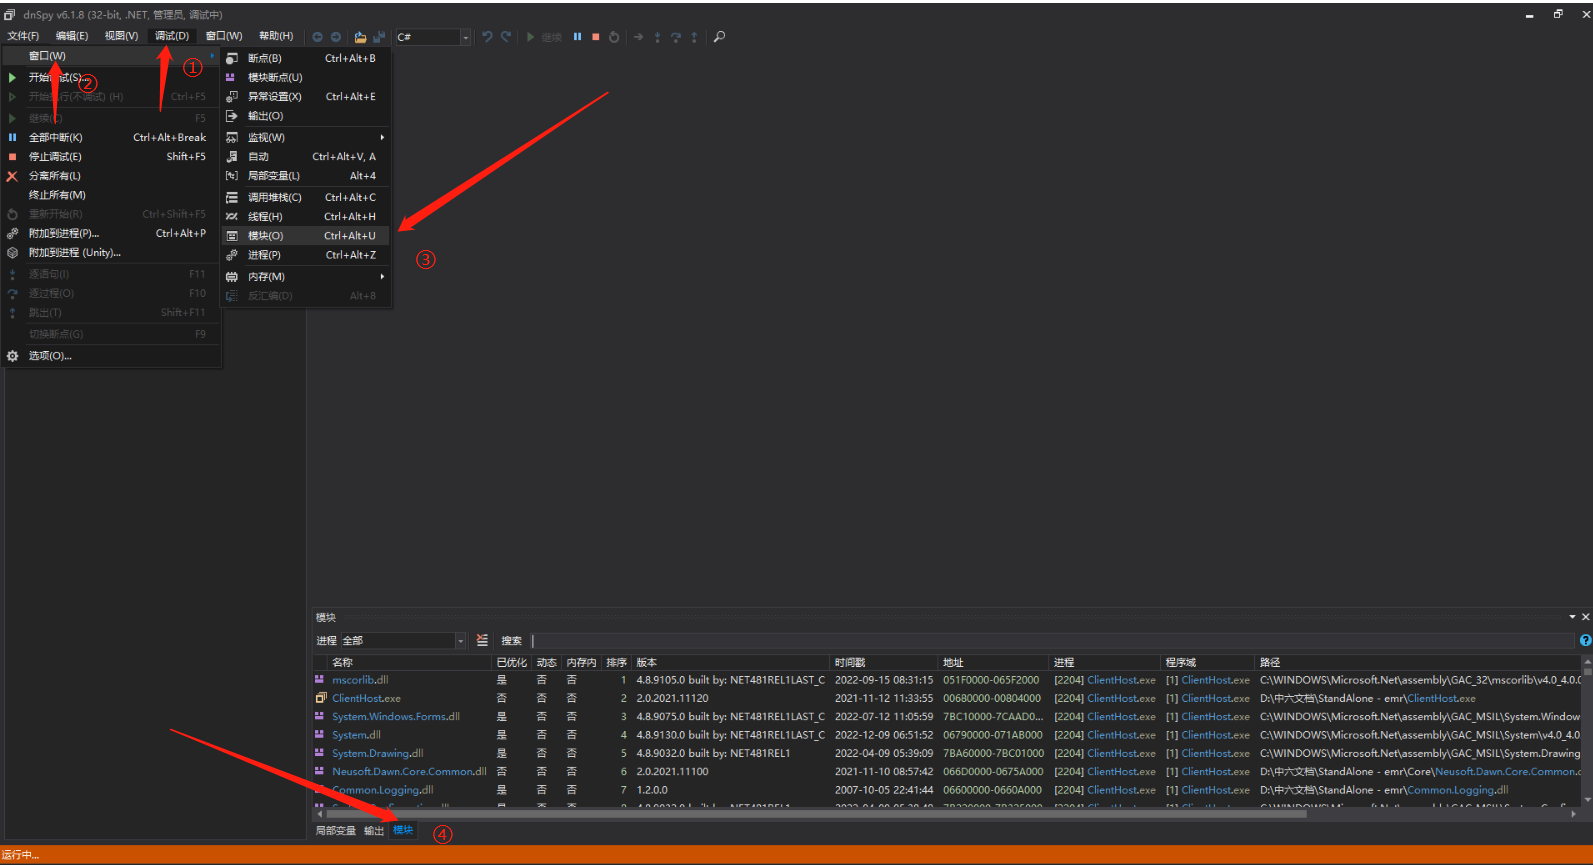 dnSpy v6.1.8 (32-bit, .NET, 管理员, 调试中)
文件(F) 编辑(E) 视图(V) 调试(D) 窗口(W) 帮助(H) C# 继续
窗口(W)
①
②
开始调试(S)...
开始执行(不调试) (H) Ctrl+F5
继续(C) F5
全部中断(K) Ctrl+Alt+Break
停止调试(E) Shift+F5
分离所有(L)
终止所有(M)
重新开始(R) Ctrl+Shift+F5
附加到进程(P)... Ctrl+Alt+P
附加到进程 (Unity)...
逐语句(I) F11
逐过程(O) F10
跳出(T) Shift+F11
切换断点(G) F9
选项(O)...
断点(B) Ctrl+Alt+B
模块断点(U)
异常设置(X) Ctrl+Alt+E
输出(O)
监视(W)
自动 Ctrl+Alt+V, A
局部变量(L) Alt+4
调用堆栈(C) Ctrl+Alt+C
线程(H) Ctrl+Alt+H
模块(O) Ctrl+Alt+U
进程(P) Ctrl+Alt+Z
内存(M)
反汇编(D) Alt+8
③
模块
进程 全部 搜索
名称 已优化 动态 内存内 排序 版本 时间戳 地址 进程 程序域 路径
mscorlib.dll 是 否 否 1 4.8.9105.0 built by: NET481REL1LAST_C 2022-09-15 08:31:15 051F0000-065F2000 [2204] ClientHost.exe [1] ClientHost.exe C:\WINDOWS\Microsoft.Net\assembly\GAC_32\mscorlib\v4.0_4.0.0
ClientHost.exe 否 否 否 2 2.0.2021.11120 2021-11-12 11:33:55 00680000-00804000 [2204] ClientHost.exe [1] ClientHost.exe D:\中六文档\StandAlone - emr\ClientHost.exe
System.Windows.Forms.dll 是 否 否 3 4.8.9075.0 built by: NET481REL1LAST_C 2022-07-12 11:05:59 7BC10000-7CAAD0... [2204] ClientHost.exe [1] ClientHost.exe C:\WINDOWS\Microsoft.Net\assembly\GAC_MSIL\System.Window
System.dll 是 否 否 4 4.8.9130.0 built by: NET481REL1LAST_C 2022-12-09 06:51:52 06790000-071AB000 [2204] ClientHost.exe [1] ClientHost.exe C:\WINDOWS\Microsoft.Net\assembly\GAC_MSIL\System\v4.0_4.0
System.Drawing.dll 是 否 否 5 4.8.9032.0 built by: NET481REL1 2022-04-09 05:39:09 7BA60000-7BC01000 [2204] ClientHost.exe [1] ClientHost.exe C:\WINDOWS\Microsoft.Net\assembly\GAC_MSIL\System.Drawing
Neusoft.Dawn.Core.Common.dll 否 否 否 6 2.0.2021.11100 2021-11-10 08:57:42 066D0000-0675A000 [2204] ClientHost.exe [1] ClientHost.exe D:\中六文档\StandAlone - emr\Core\Neusoft.Dawn.Core.Common.d
Common.Logging.dll 是 否 否 7 1.2.0.0 2007-10-05 22:41:44 06600000-0660A000 [2204] ClientHost.exe [1] ClientHost.exe D:\中六文档\StandAlone - emr\Common.Logging.dll
局部变量 输出 模块 ④
运行中...